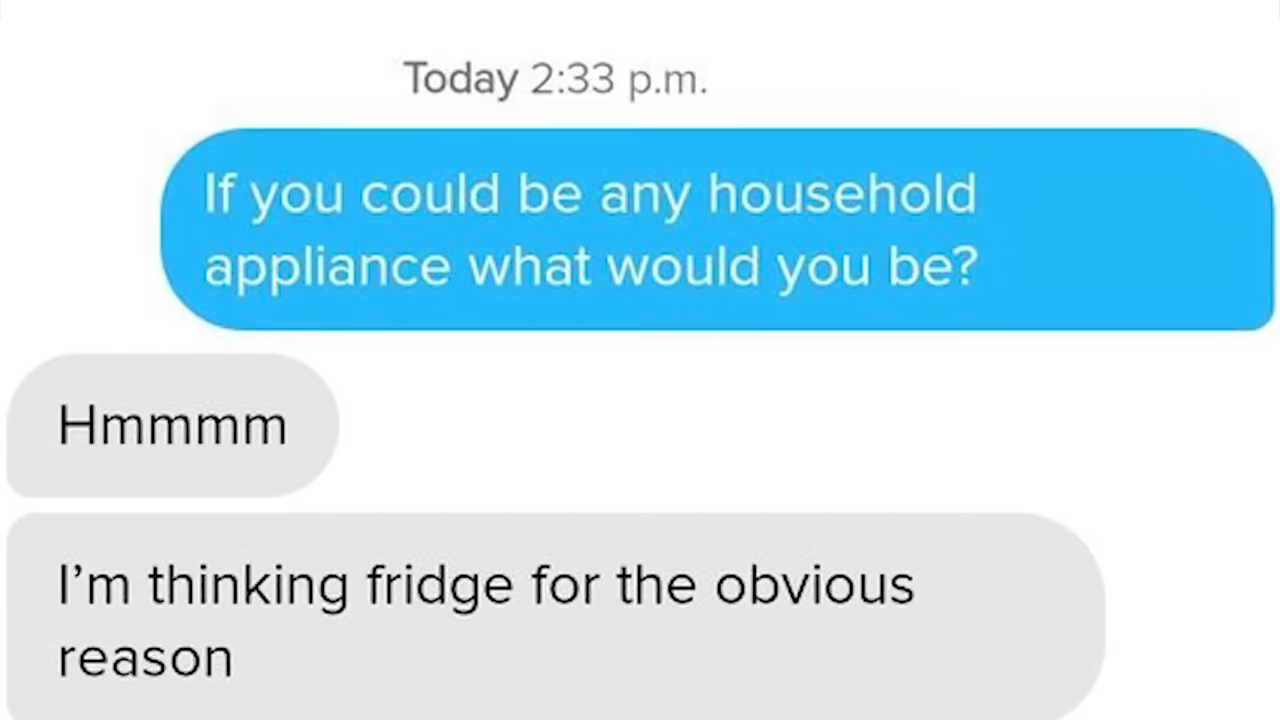 Today 2:33 p.m.
If you could be any household
appliance what would you be?
Hmmmm
I’m thinking fridge for the obvious
reason